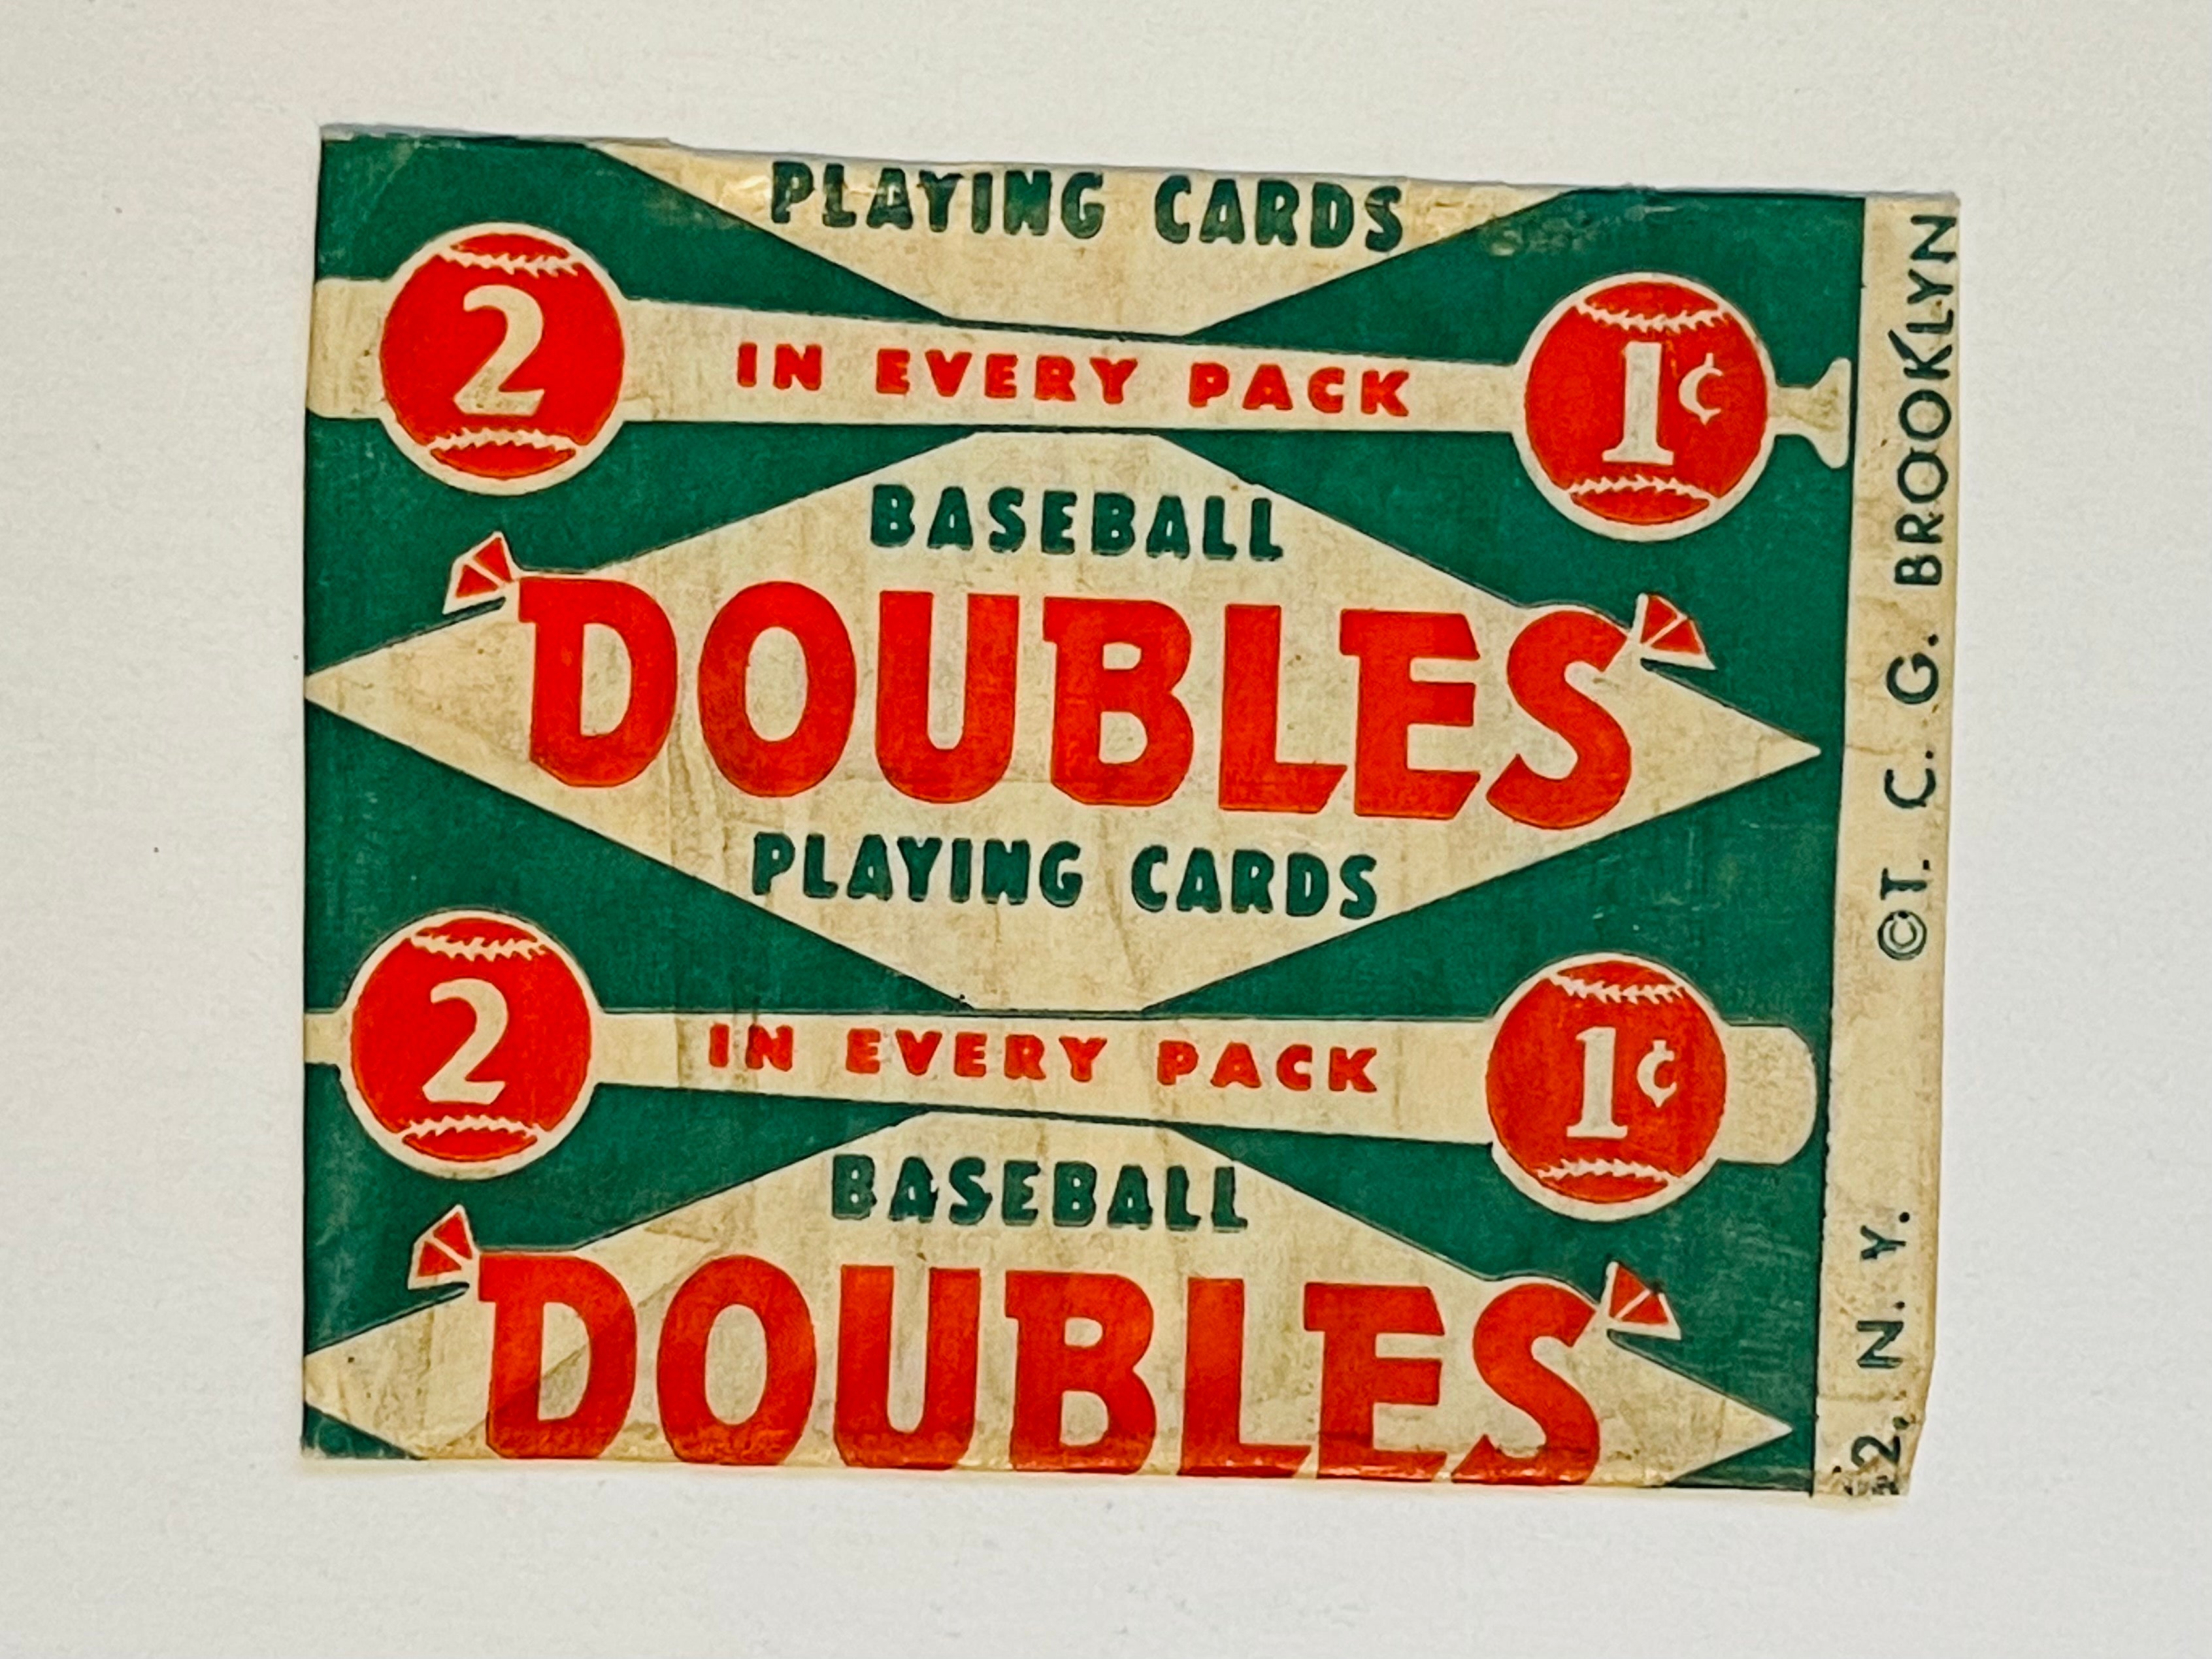 PLAYING CARDS
2 IN EVERY PACK 1¢
BASEBALL
DOUBLES
PLAYING CARDS
2 IN EVERY PACK 1¢
BASEBALL
DOUBLES
2, N. Y. ©T. C. G. BROOKLYN